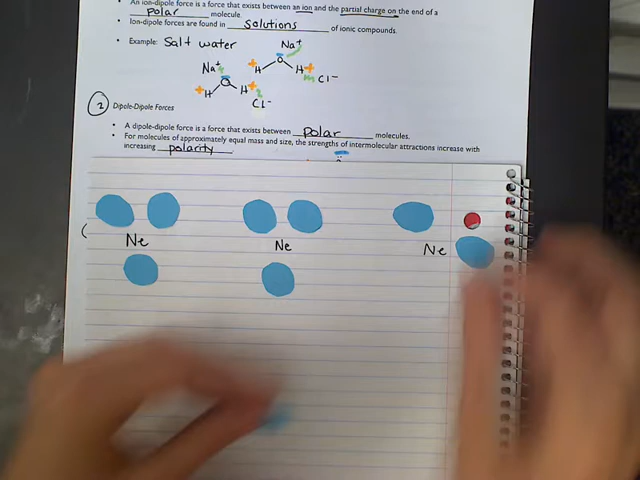 An ion-dipole force is a force that exists between an ion and the partial charge on the end of a
polar molecule
Ion-dipole forces are found in solutions of ionic compounds.
Example: Salt water
Na+
H O H+
Na+
Cl-
+H O H+
Cl-
2 Dipole-Dipole Forces
A dipole-dipole force is a force that exists between polar molecules.
For molecules of approximately equal mass and size, the strengths of intermolecular attractions increase with
increasing polarity
Ne Ne Ne